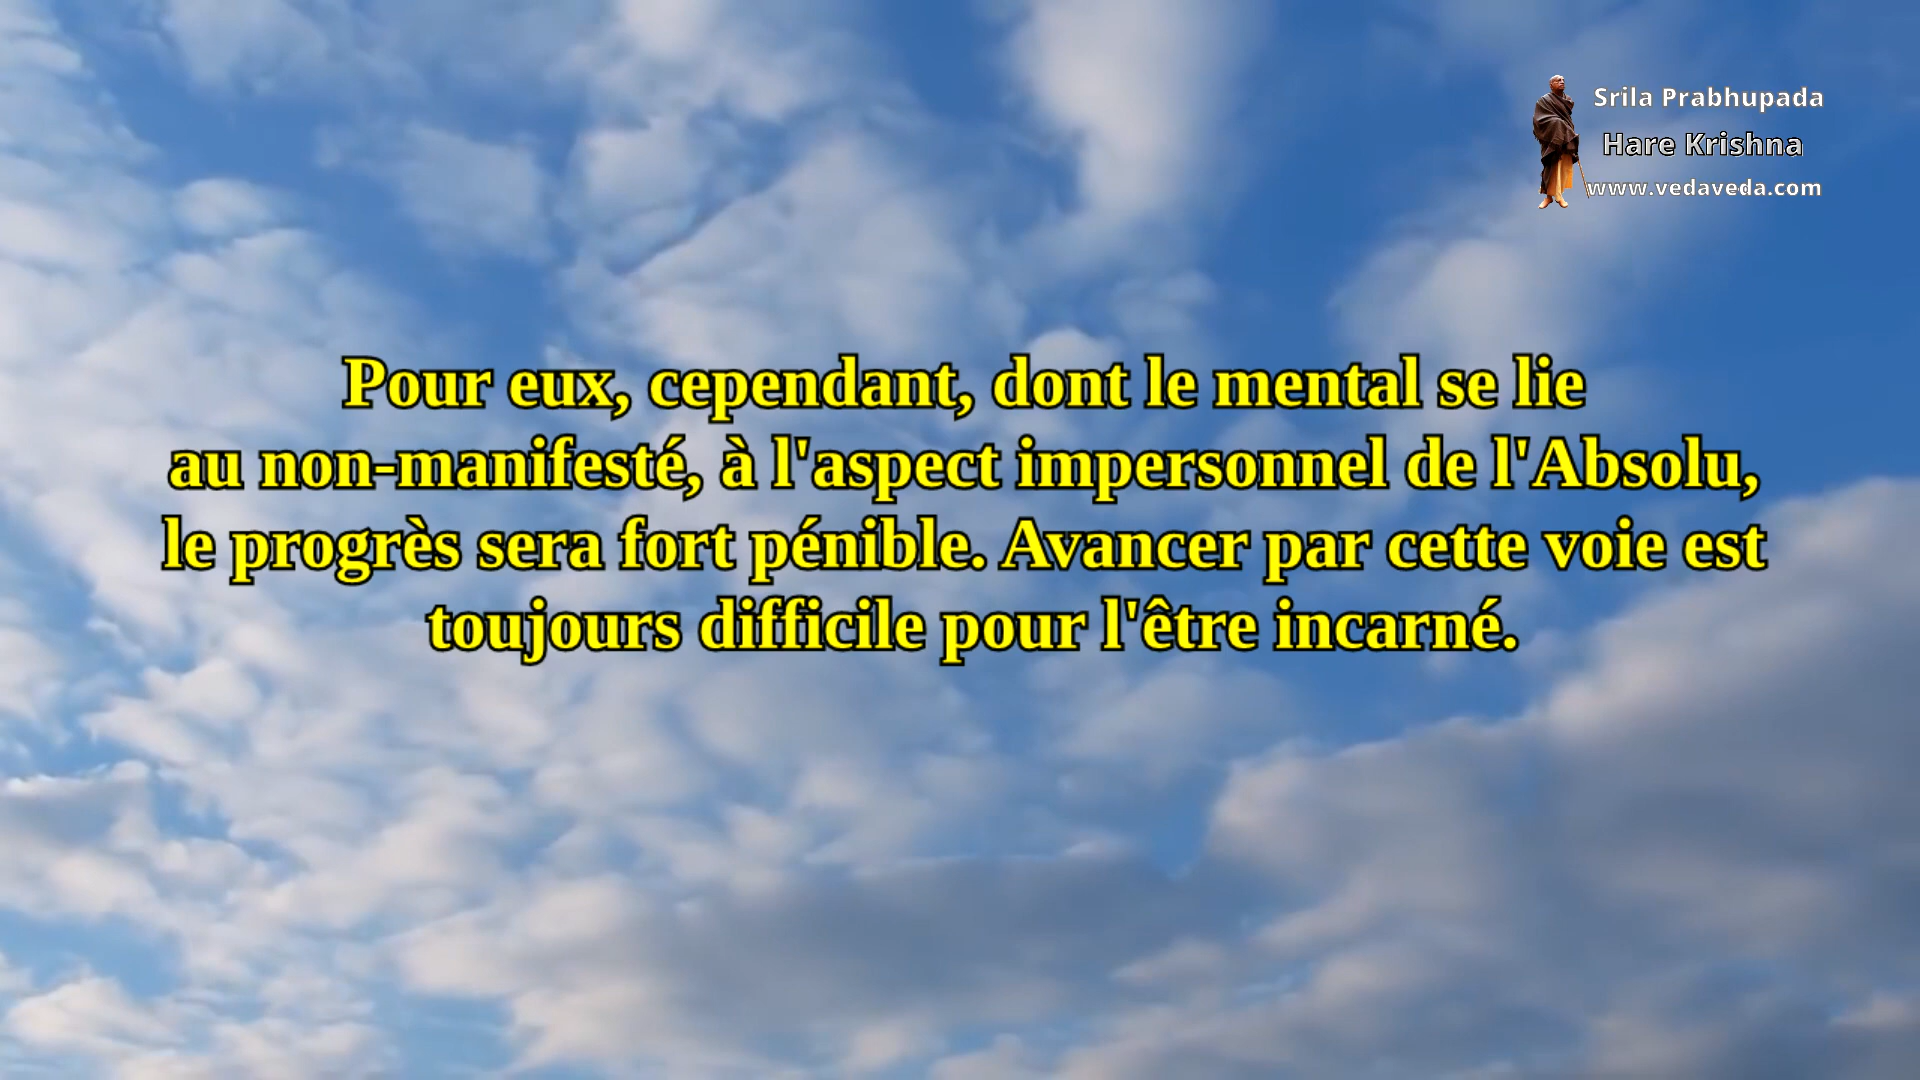 Srila Prabhupada
Hare Krishna
www.vedaveda.com
Pour eux, cependant, dont le mental se lie
au non-manifesté, à l'aspect impersonnel de l'Absolu,
le progrès sera fort pénible. Avancer par cette voie est
toujours difficile pour l'être incarné.